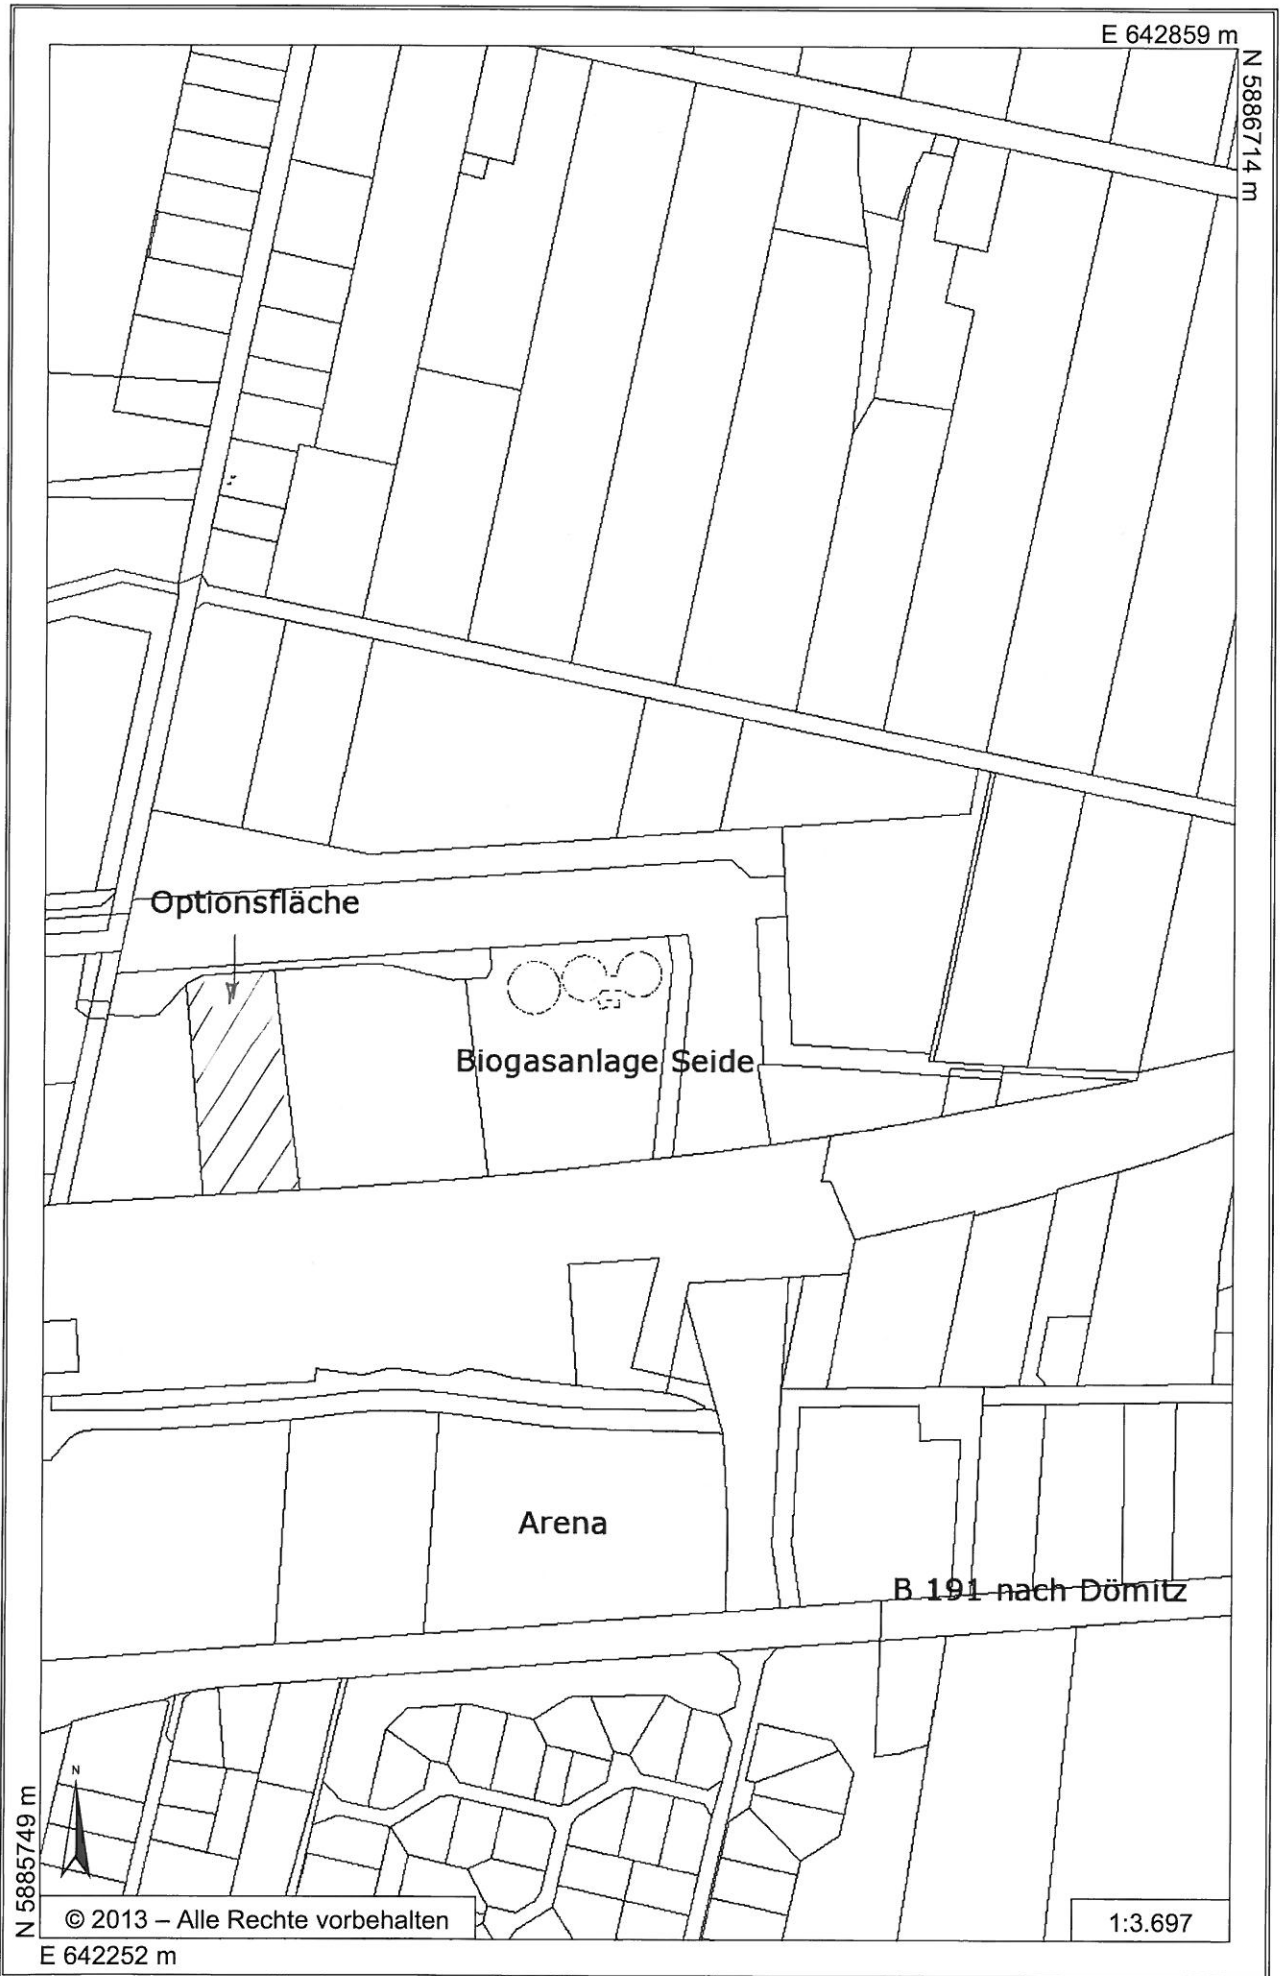 E 642859 m
N 5886714 m
Optionsfläche
Biogasanlage Seide
Arena
B 191 nach Dömitz
N
N 5885749 m
© 2013 – Alle Rechte vorbehalten
1:3.697
E 642252 m